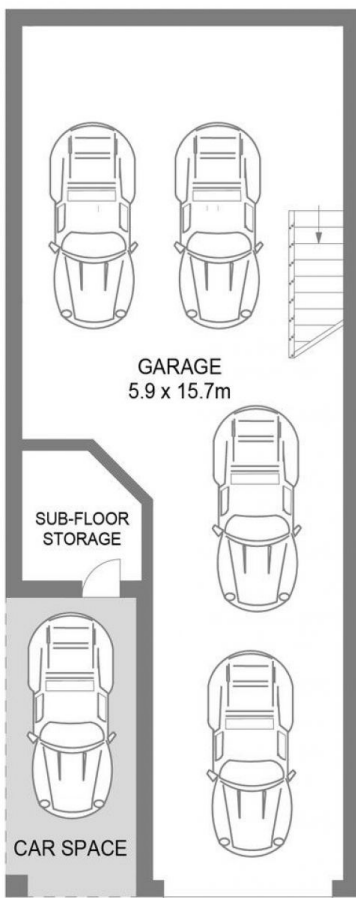 GARAGE
5.9 x 15.7m
SUB-FLOOR
STORAGE
CAR SPACE